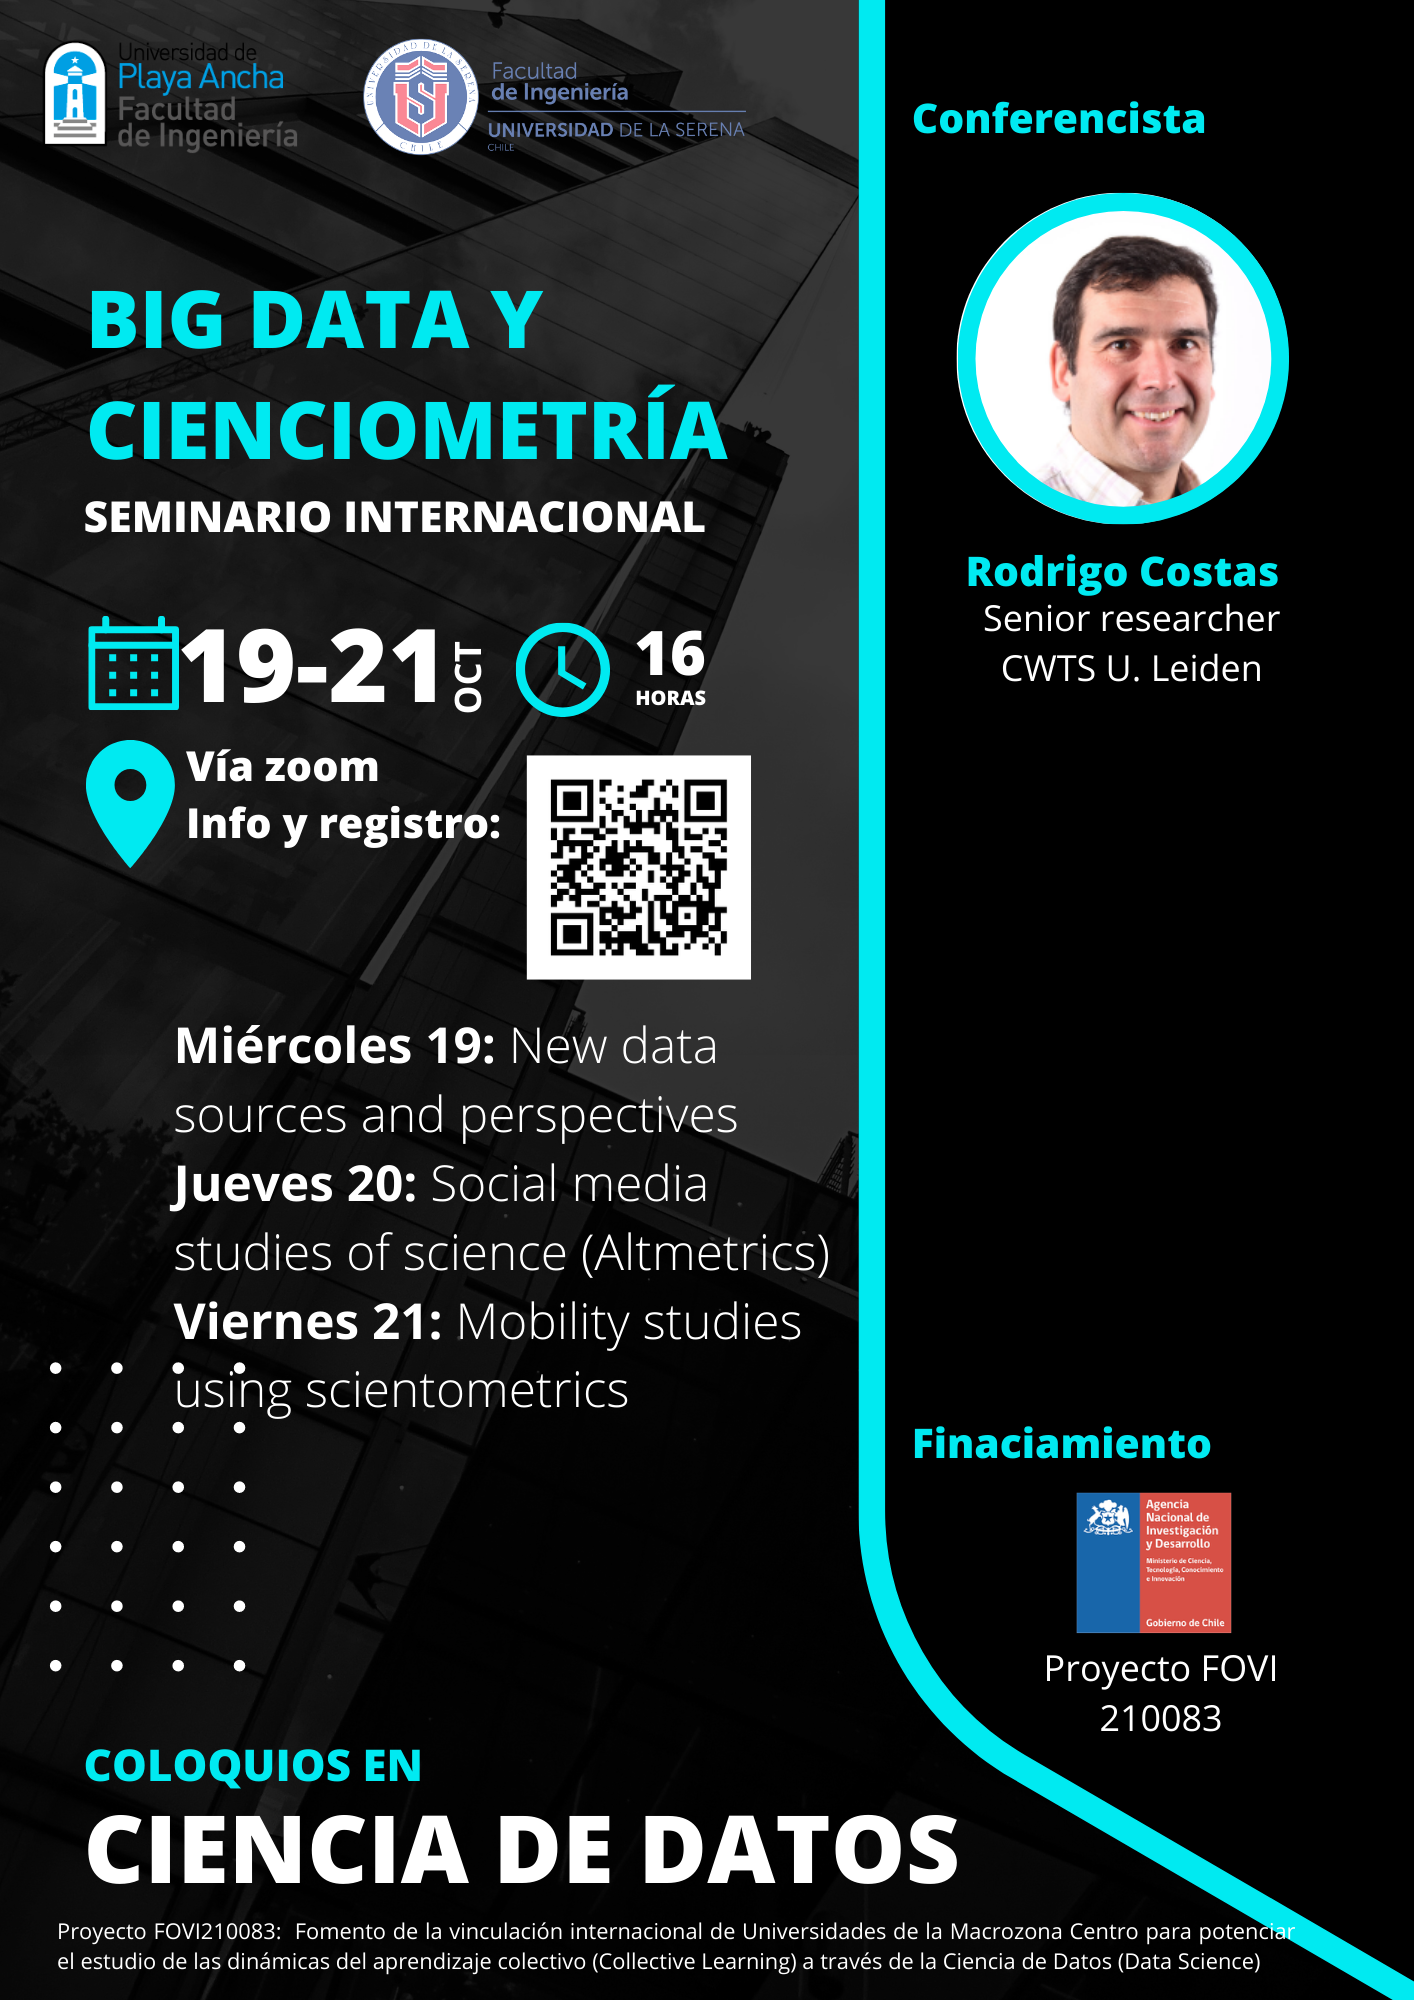 Universidad de
Playa Ancha
Facultad
de Ingeniería
UNIVERSIDAD DE LA SERENA
CHILE
Facultad
de Ingeniería
UNIVERSIDAD DE LA SERENA
CHILE
BIG DATA Y
CIENCIOMETRÍA
SEMINARIO INTERNACIONAL
19-21
OCT
16
HORAS
Vía zoom
Info y registro:
Miércoles 19: New data
sources and perspectives
Jueves 20: Social media
studies of science (Altmetrics)
Viernes 21: Mobility studies
using scientometrics
Conferencista
Rodrigo Costas
Senior researcher
CWTS U. Leiden
Finaciamiento
Agencia
Nacional de
Investigación
y Desarrollo
Ministerio de Ciencia,
Tecnología, Conocimiento
e Innovación
Gobierno de Chile
Proyecto FOVI
210083
COLOQUIOS EN
CIENCIA DE DATOS
Proyecto FOVI210083: Fomento de la vinculación internacional de Universidades de la Macrozona Centro para potenciar
el estudio de las dinámicas del aprendizaje colectivo (Collective Learning) a través de la Ciencia de Datos (Data Science)